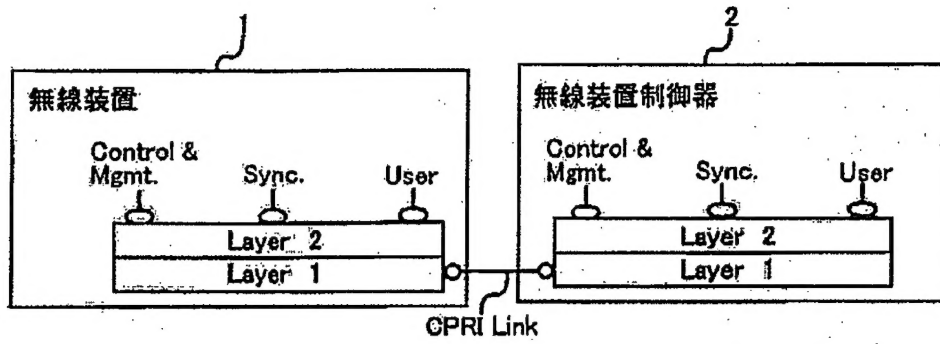 1
2
無線装置
Control &
Mgmt.
Sync.
User
Layer 2
Layer 1
無線装置制御器
Control &
Mgmt.
Sync.
User
Layer 2
Layer 1
CPRI Link